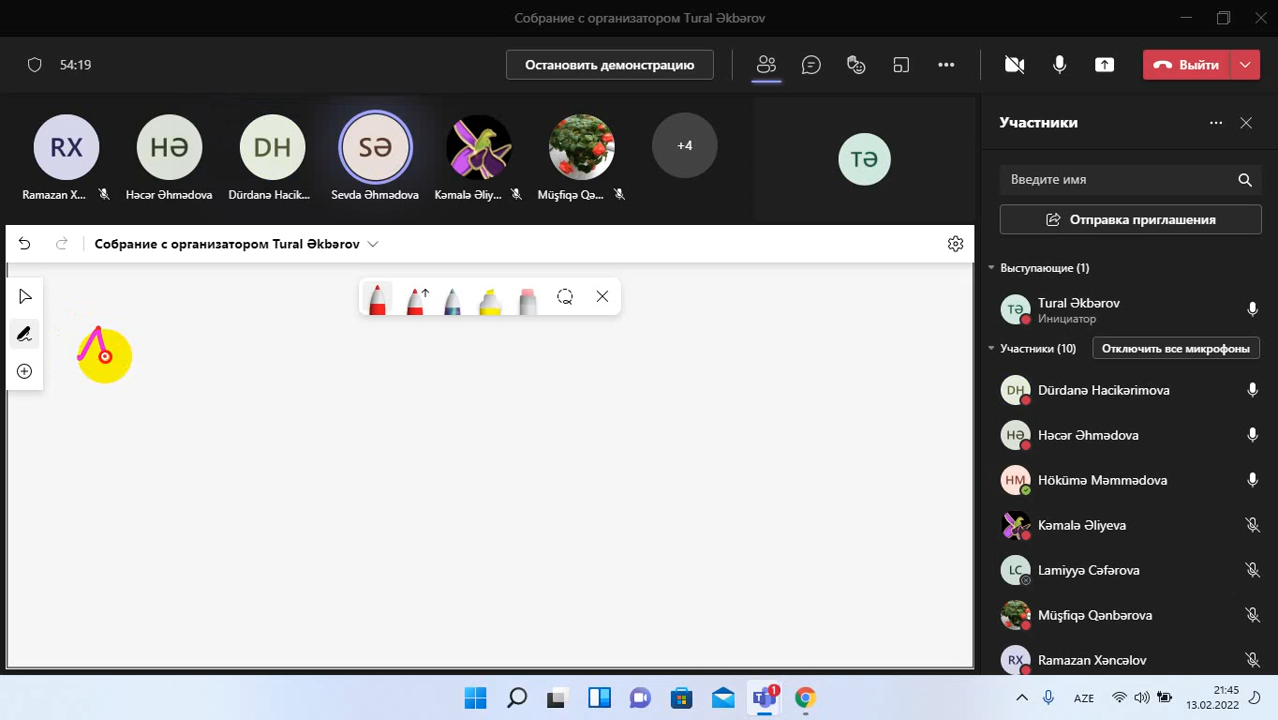 Собрание с организатором Tural Əkbərov
54:19
Остановить демонстрацию
Выйти
RX
HƏ
DH
SƏ
+4
TƏ
Ramazan X...
Həcər Əhmədova
Dürdanə Hacik...
Sevda Əhmədova
Kəmalə Əliy...
Müşfiqə Qə...
Собрание с организатором Tural Əkbərov
Участники
Введите имя
Отправка приглашения
Выступающие (1)
TƏ
Tural Əkbərov
Инициатор
Участники (10)
Отключить все микрофоны
DH
Dürdanə Hacikərimova
HƏ
Həcər Əhmədova
HM
Hökümə Məmmədova
Kəmalə Əliyeva
LC
Lamiyyə Cəfərova
Müşfiqə Qənbərova
RX
Ramazan Xəncəlov
T
1
AZE
21:45
13.02.2022